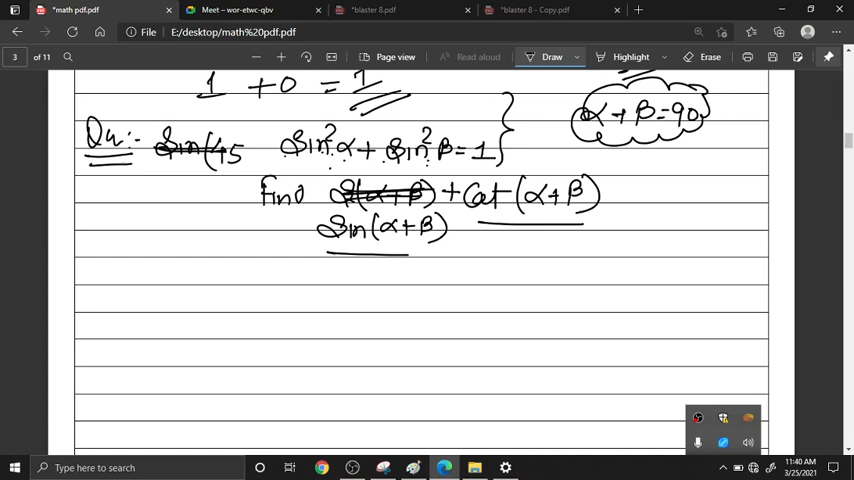 *math pdf.pdf
Meet – wor-etwc-qbv
*blaster 8.pdf
*blaster 8 - Copy.pdf
File
E:/desktop/math%20pdf.pdf
3 of 11
Page view
Read aloud
Draw
Highlight
Erase
1 + 0 = 1
α + β = 90
Qu:- Sin(45 Sin²α + Sin²β = 1
Find S(α+β) + Cot(α+β)
Sin(α+β)
Type here to search
11:40 AM
3/25/2021